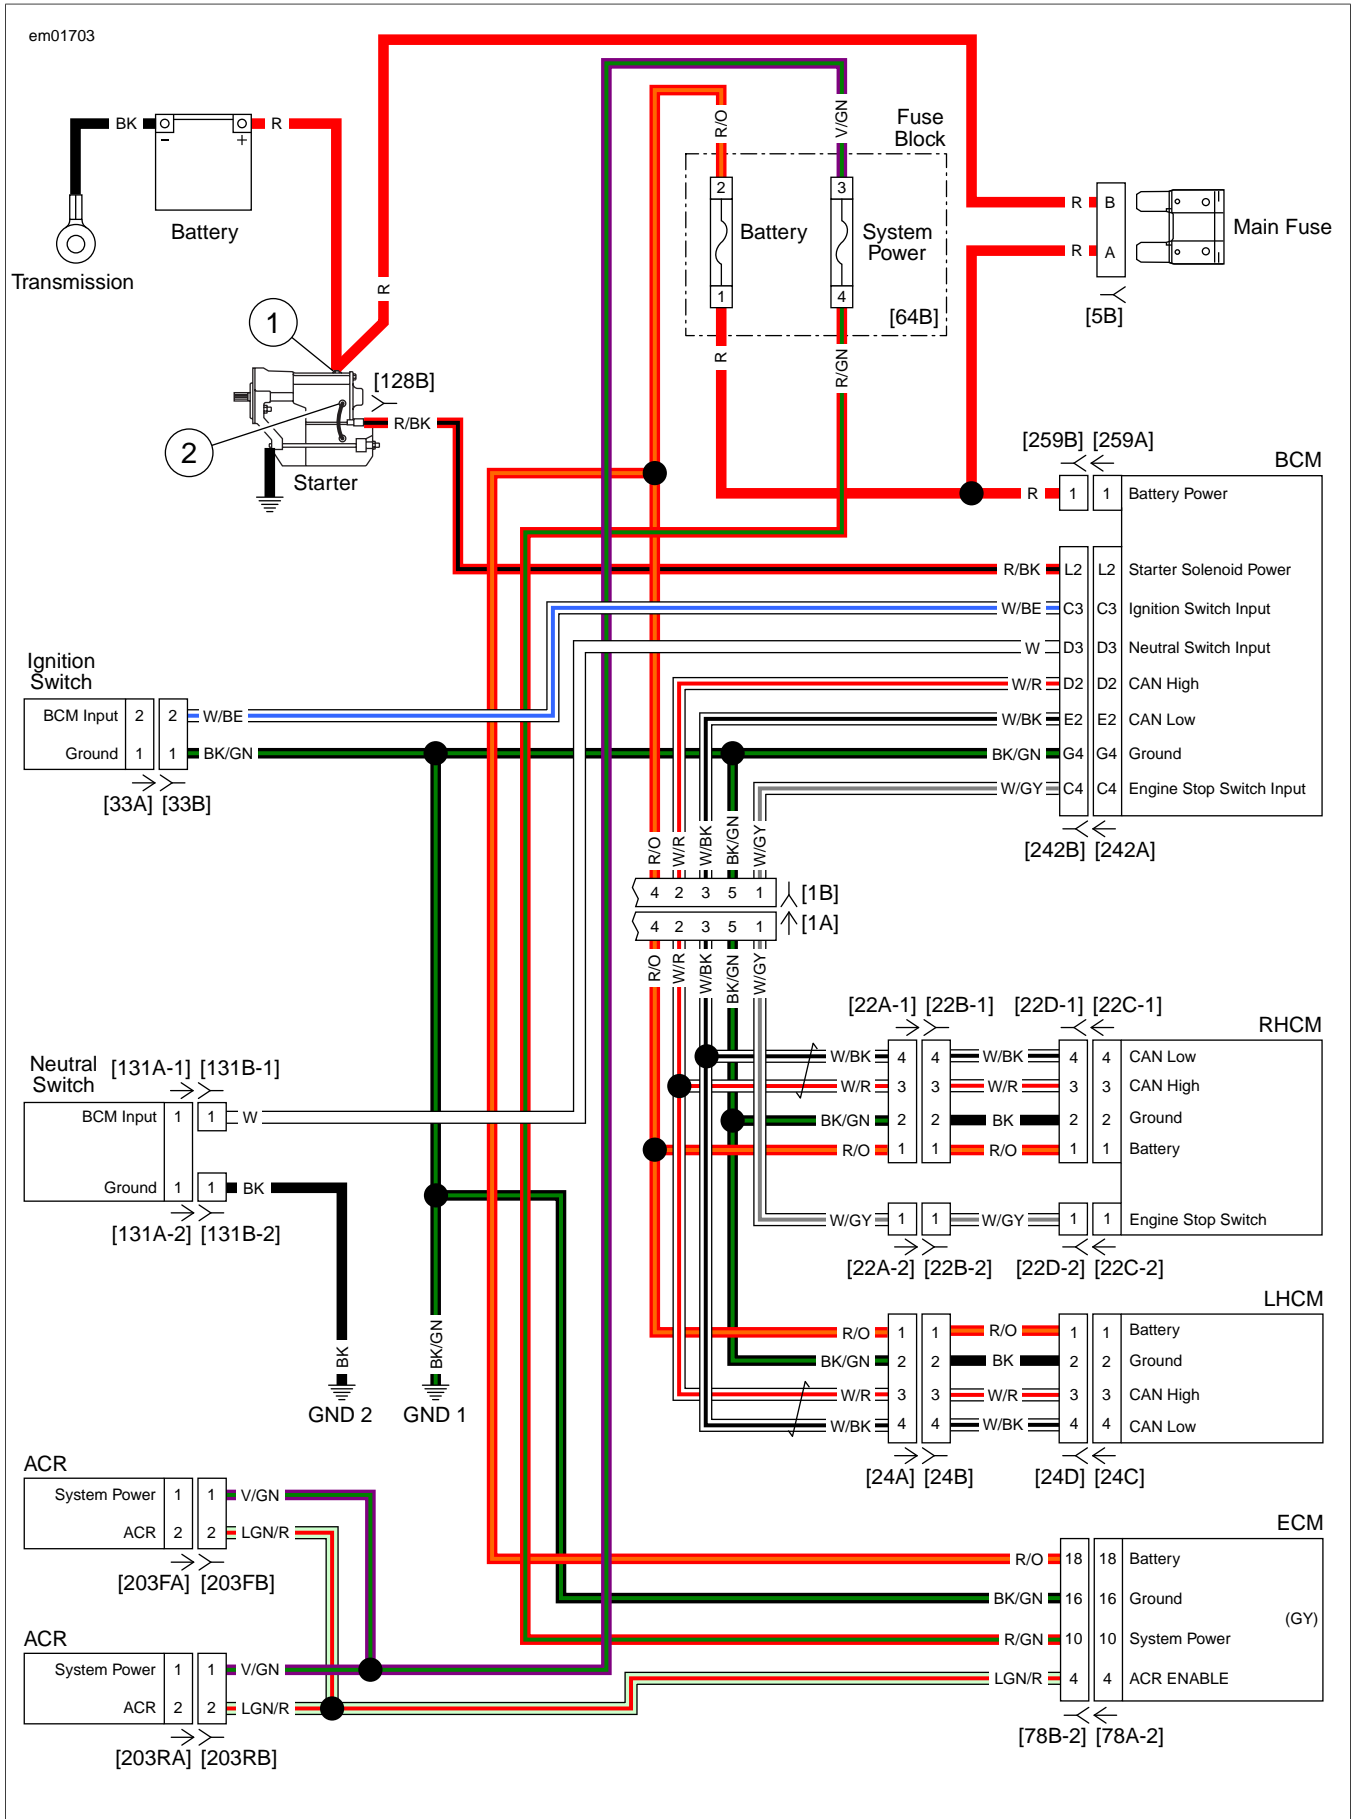 em01703
BK
R
Battery
Transmission
1
2
Starter
[128B]
R
R/BK
R/O
V/GN
Fuse
Block
2
3
Battery
System
Power
1
4
[64B]
R
R/GN
R
B
R
A
Main Fuse
[5B]
[259B] [259A]
BCM
R
1
1
Battery Power
R/BK
L2
L2
Starter Solenoid Power
W/BE
C3
C3
Ignition Switch Input
W
D3
D3
Neutral Switch Input
W/R
D2
D2
CAN High
W/BK
E2
E2
CAN Low
BK/GN
G4
G4
Ground
W/GY
C4
C4
Engine Stop Switch Input
[242B] [242A]
Ignition
Switch
BCM Input
2
2
W/BE
Ground
1
1
BK/GN
[33A] [33B]
R/O
W/R
W/BK
BK/GN
W/GY
4 2 3 5 1
[1B]
4 2 3 5 1
[1A]
R/O
W/R
W/BK
BK/GN
W/GY
[22A-1] [22B-1]
[22D-1] [22C-1]
RHCM
W/BK
4
4
W/BK
4
4
CAN Low
W/R
3
3
W/R
3
3
CAN High
BK/GN
2
2
BK
2
2
Ground
R/O
1
1
R/O
1
1
Battery
W/GY
1
1
W/GY
1
1
Engine Stop Switch
[22A-2] [22B-2]
[22D-2] [22C-2]
Neutral
Switch
[131A-1] [131B-1]
BCM Input
1
1
W
Ground
1
1
BK
[131A-2] [131B-2]
BK
BK/GN
GND 2
GND 1
LHCM
R/O
1
1
R/O
1
1
Battery
BK/GN
2
2
BK
2
2
Ground
W/R
3
3
W/R
3
3
CAN High
W/BK
4
4
W/BK
4
4
CAN Low
[24A] [24B]
[24D] [24C]
ACR
System Power
1
1
V/GN
ACR
2
2
LGN/R
[203FA] [203FB]
ACR
System Power
1
1
V/GN
ACR
2
2
LGN/R
[203RA] [203RB]
ECM
R/O
18
18
Battery
BK/GN
16
16
Ground
(GY)
R/GN
10
10
System Power
LGN/R
4
4
ACR ENABLE
[78B-2] [78A-2]